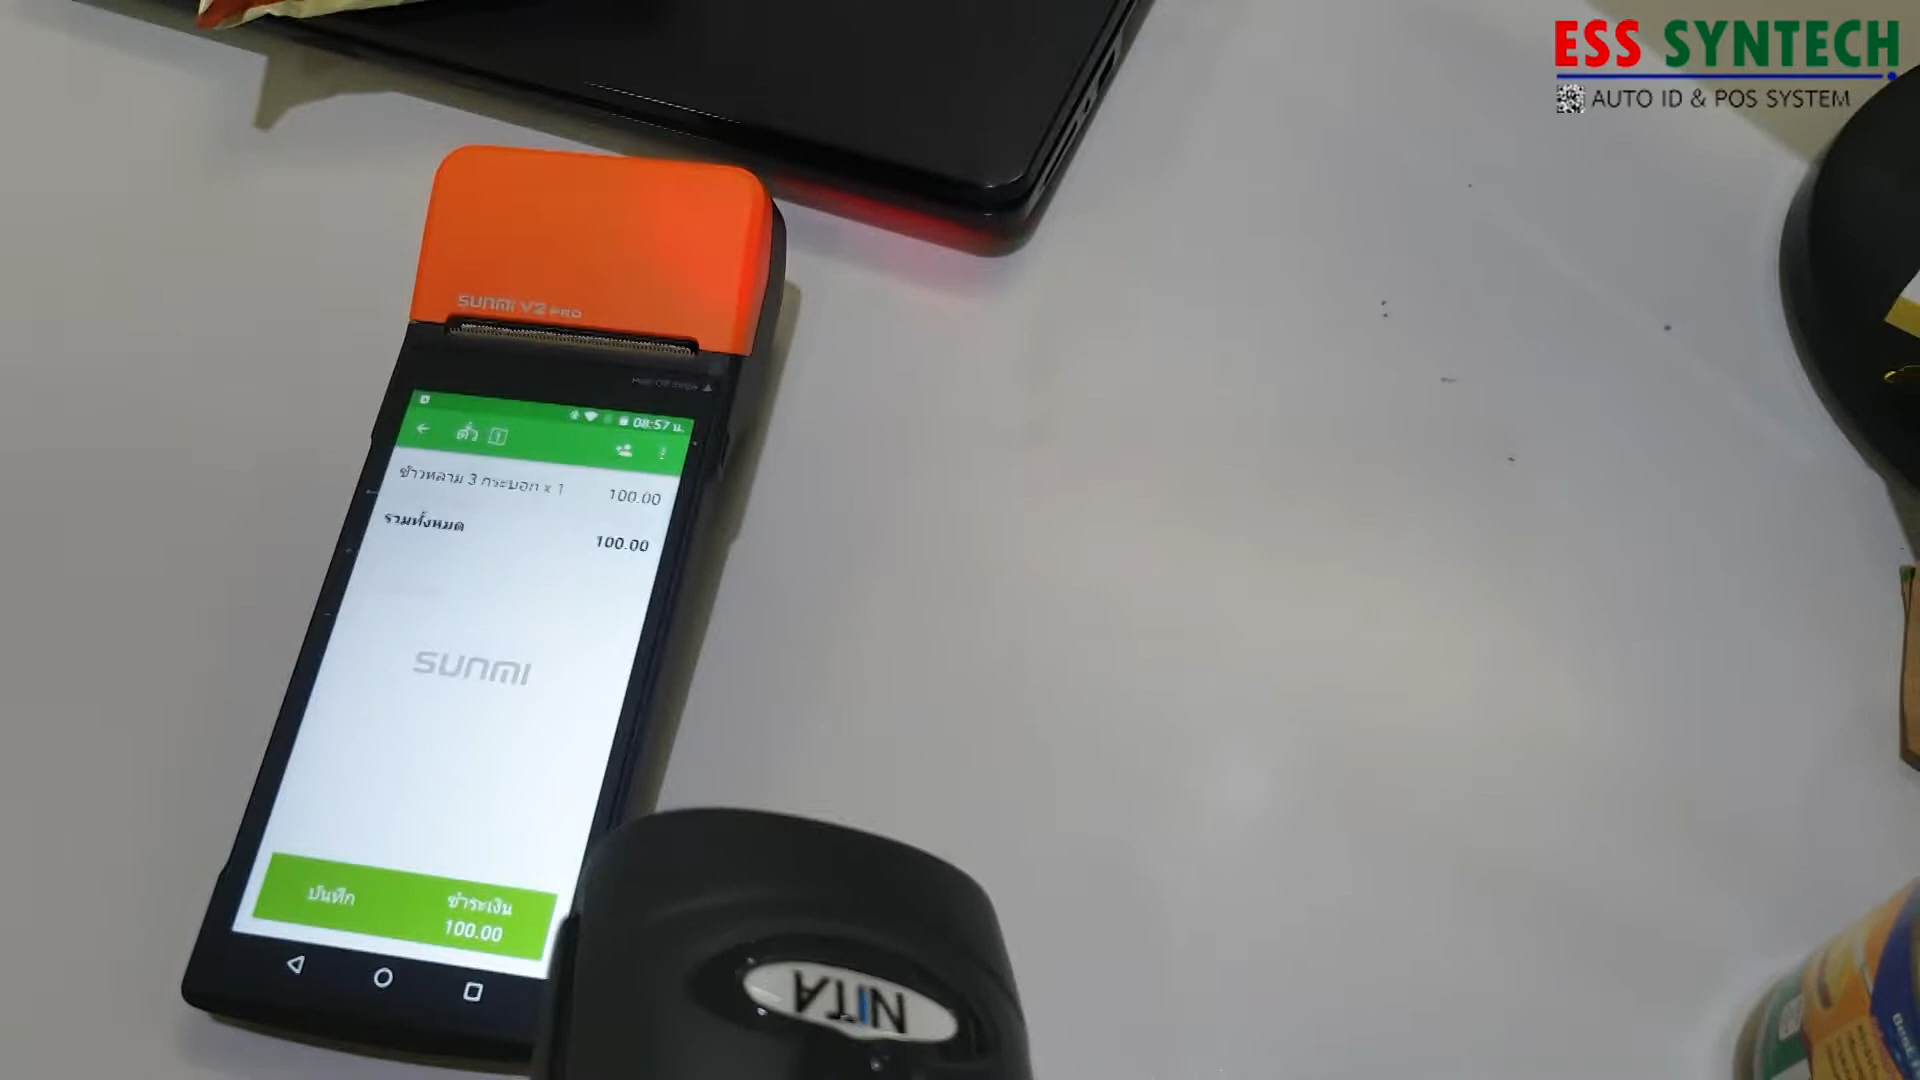 ESS SYNTECH
AUTO ID & POS SYSTEM
SUNMI V2 PRO
08:57 น.
ตั๋ว 1
ข้าวหลาม 3 กระบอก x 1 100.00
รวมทั้งหมด 100.00
SUNMI
บันทึก ชำระเงิน
100.00
NITA
Best